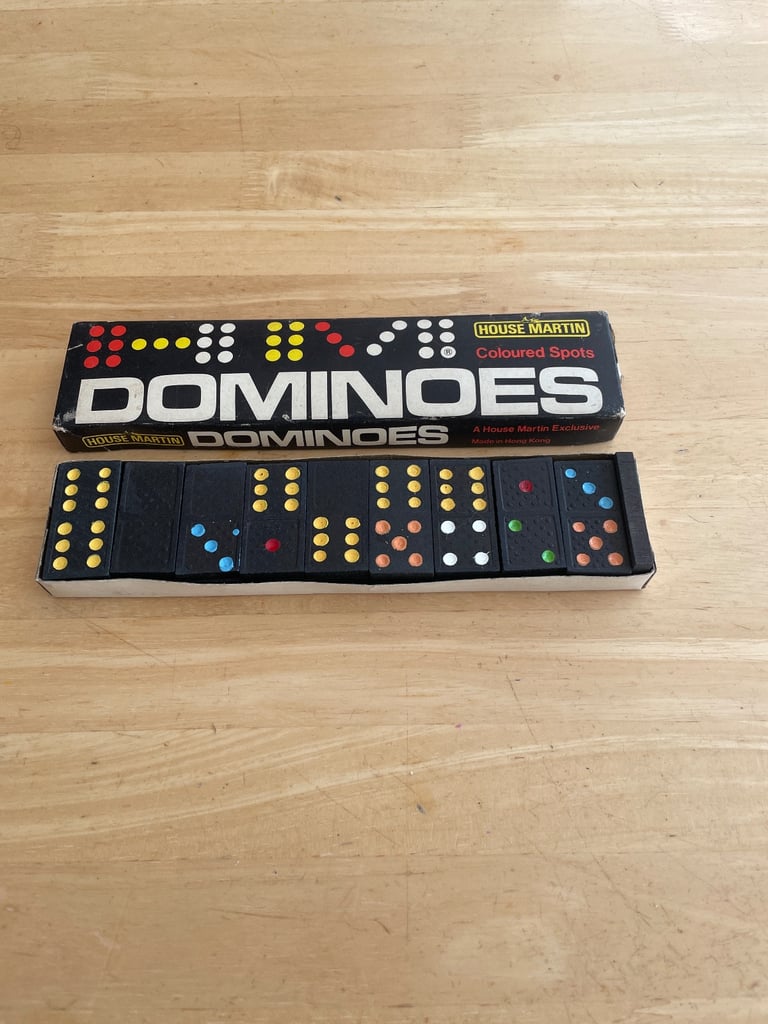 HOUSE MARTIN
Coloured Spots
DOMINOES
HOUSE MARTIN DOMINOES
A House Martin Exclusive
Made in Hong Kong
®